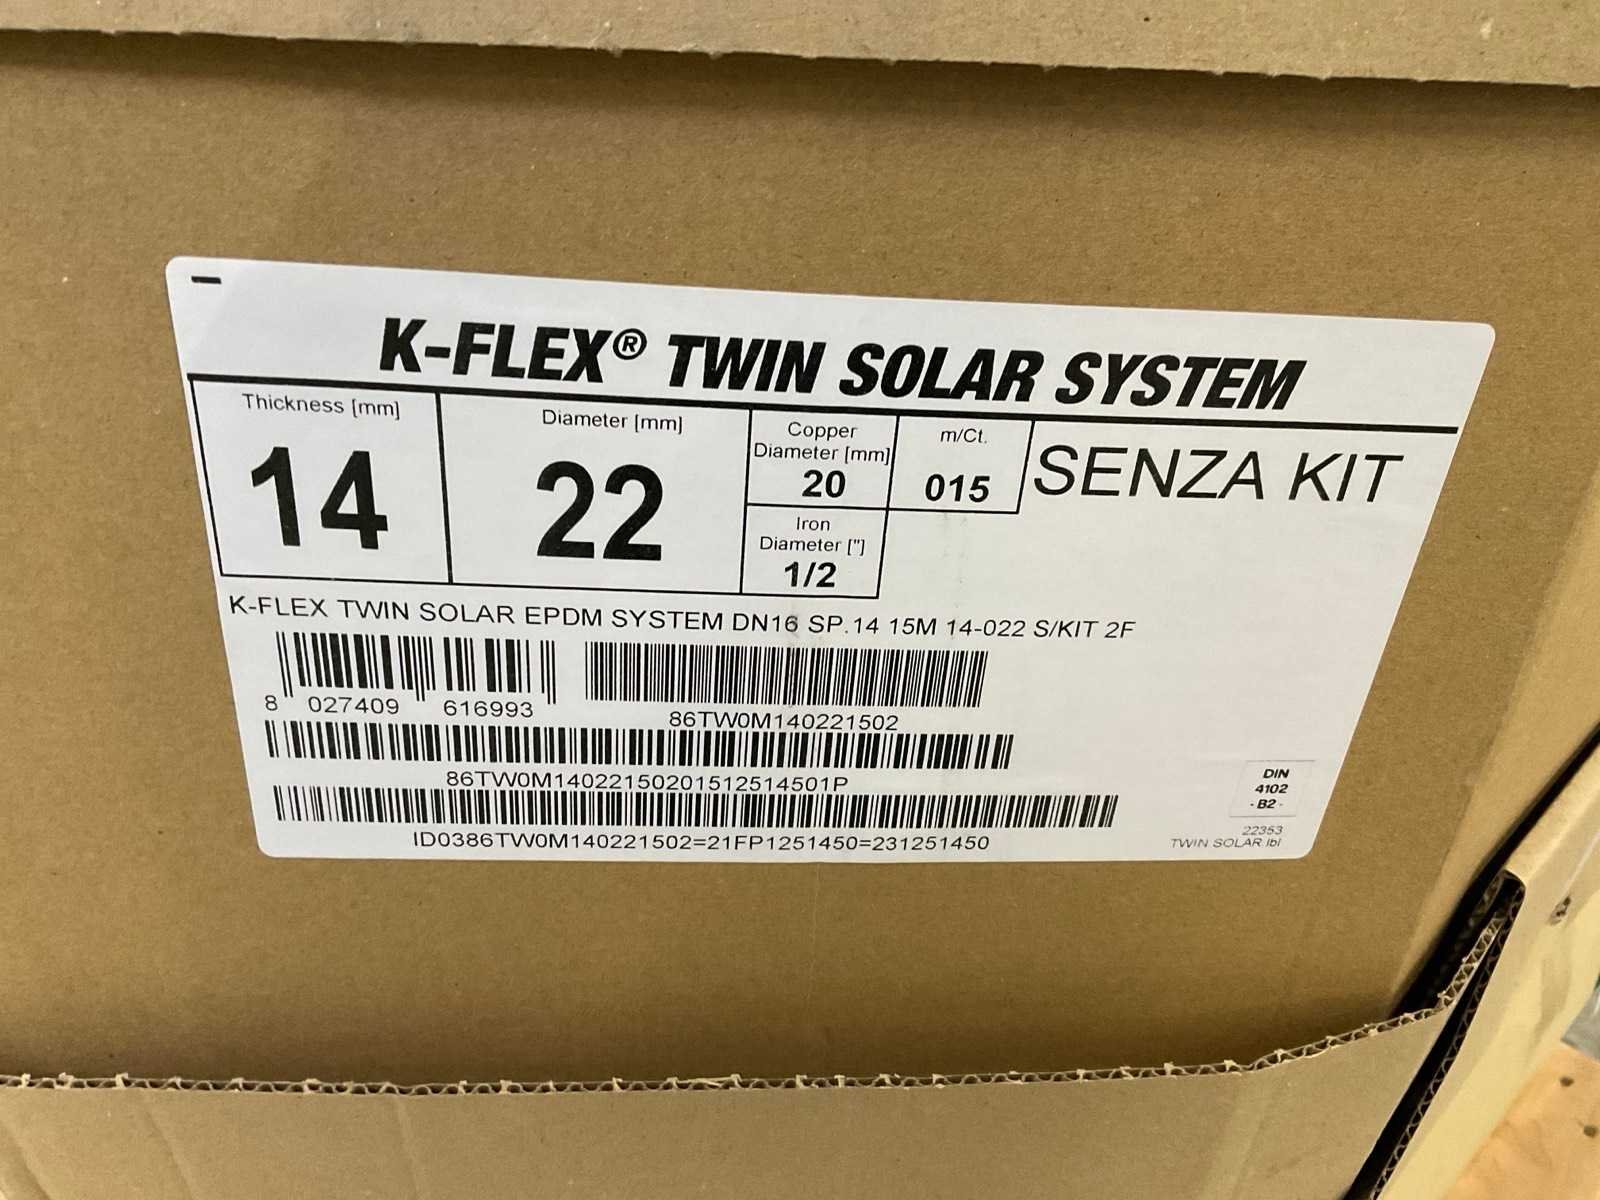 K-FLEX® TWIN SOLAR SYSTEM
Thickness [mm]
14
Diameter [mm]
22
Copper
Diameter [mm]
20
Iron
Diameter ["]
1/2
m/Ct.
015
SENZA KIT
K-FLEX TWIN SOLAR EPDM SYSTEM DN16 SP.14 15M 14-022 S/KIT 2F
8 027409 616993
86TW0M140221502
86TW0M14022150201512514501P
ID0386TW0M140221502=21FP1251450=231251450
DIN
4102
- B2 -
22353
TWIN SOLAR.lbl